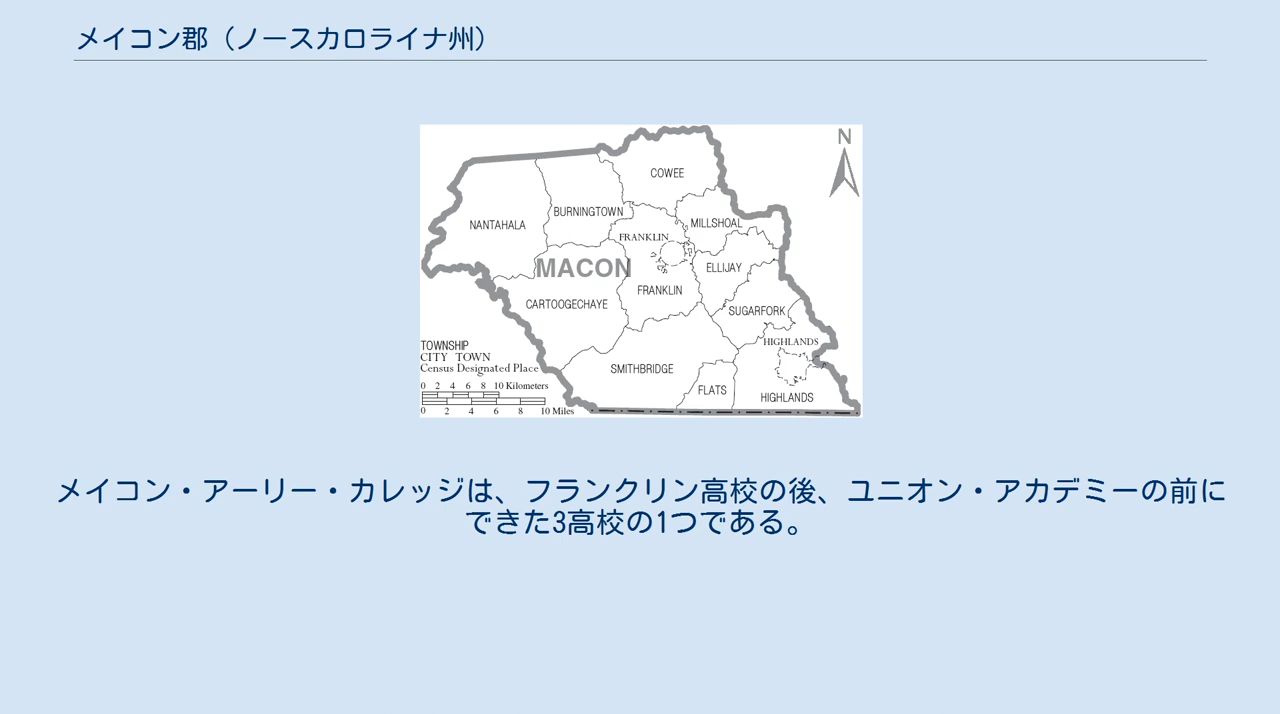 メイコン郡（ノースカロライナ州）
N
COWEE
NANTAHALA
BURNINGTOWN
MILLSHOAL
FRANKLIN
MACON
ELLIJAY
FRANKLIN
CARTOOGECHAYE
SUGARFORK
HIGHLANDS
SMITHBRIDGE
FLATS
HIGHLANDS
TOWNSHIP
CITY TOWN
Census Designated Place
0 2 4 6 8 10 Kilometers
0 2 4 6 8 10 Miles
メイコン・アーリー・カレッジは、フランクリン高校の後、ユニオン・アカデミーの前に
できた3高校の1つである。